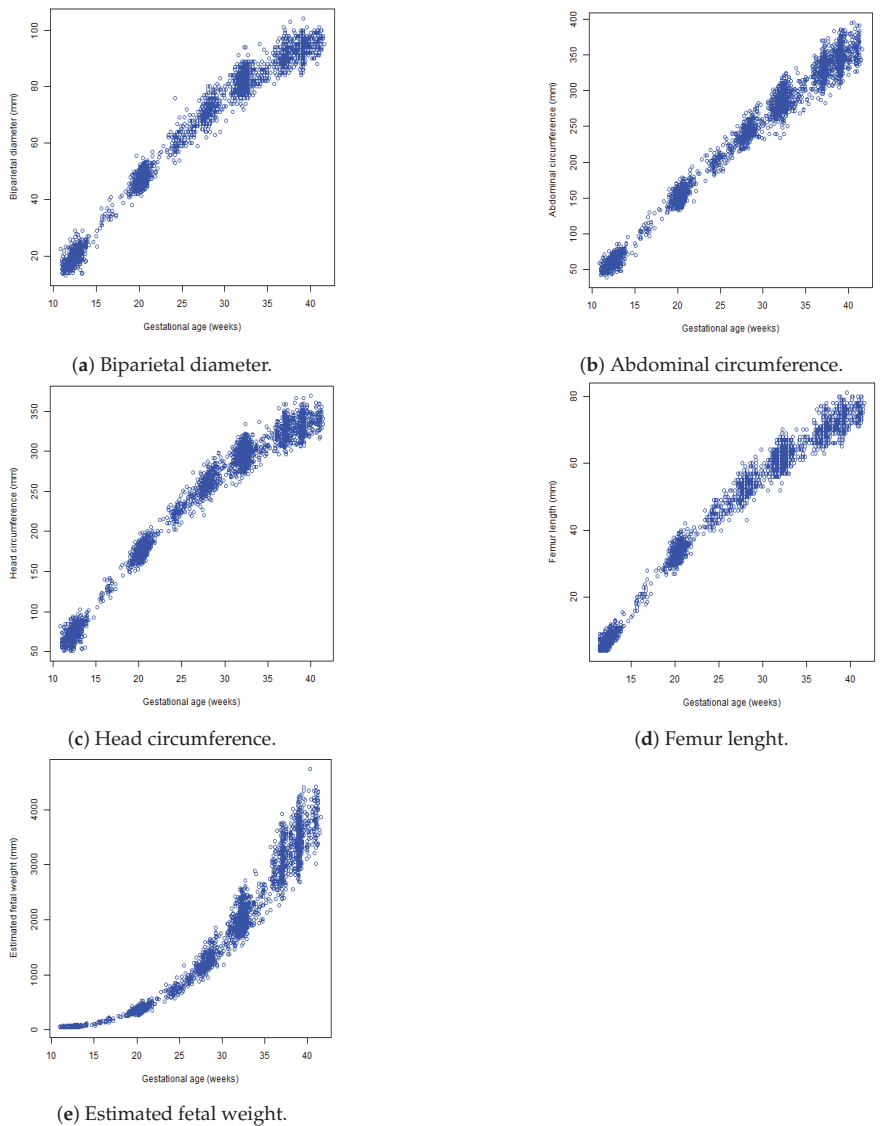 100
80
60
40
20
Biparietal diameter (mm)
10 15 20 25 30 35 40
Gestational age (weeks)
(a) Biparietal diameter.
400
350
300
250
200
150
100
50
Abdominal circumference (mm)
10 15 20 25 30 35 40
Gestational age (weeks)
(b) Abdominal circumference.
350
300
250
200
150
100
50
Head circumference (mm)
10 15 20 25 30 35 40
Gestational age (weeks)
(c) Head circumference.
80
60
40
20
Femur length (mm)
15 20 25 30 35 40
Gestational age (weeks)
(d) Femur lenght.
4000
3000
2000
1000
0
Estimated fetal weight (mm)
10 15 20 25 30 35 40
Gestational age (weeks)
(e) Estimated fetal weight.